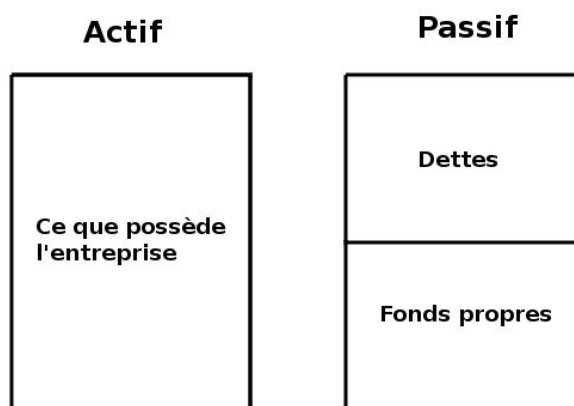 Actif
Passif
Ce que possède
l'entreprise
Dettes
Fonds propres